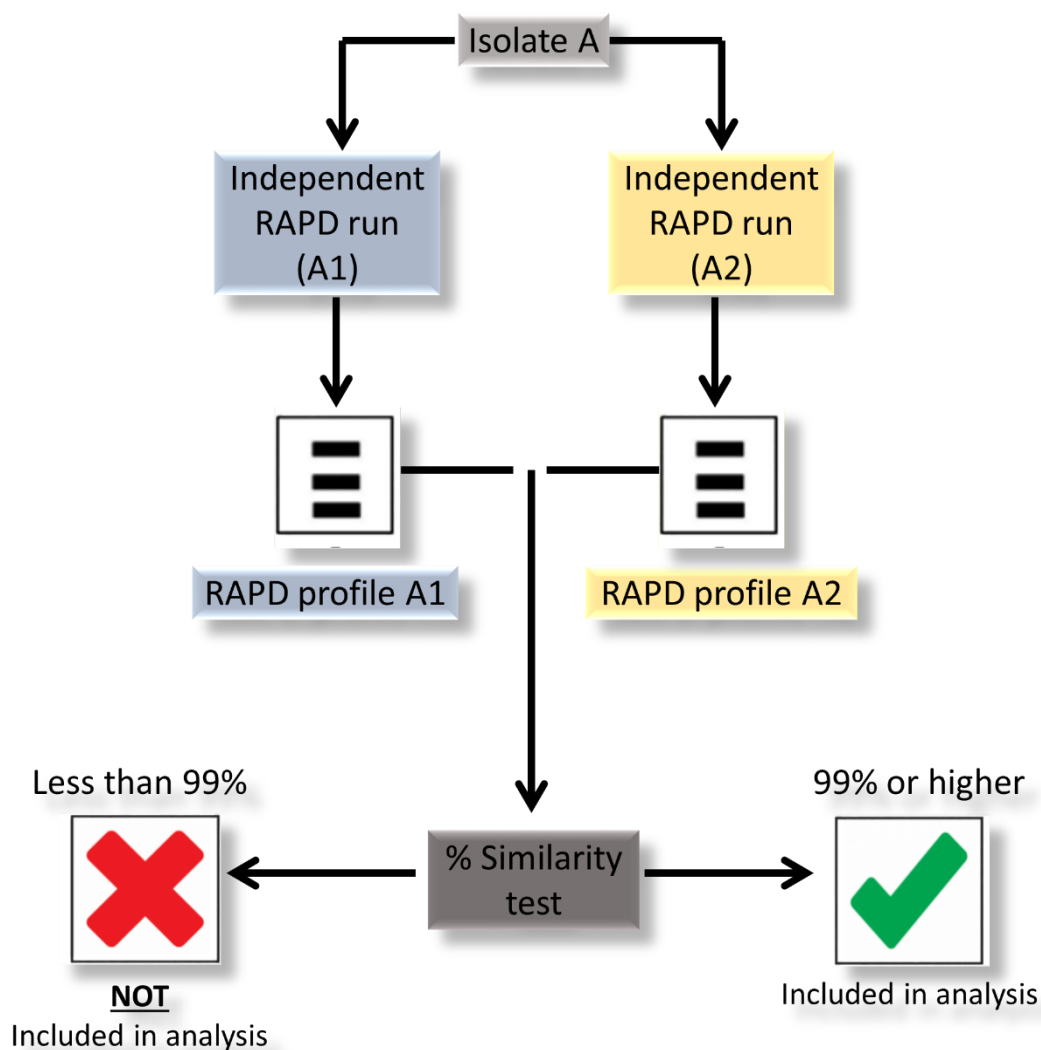 Isolate A
Independent
RAPD run
(A1)
Independent
RAPD run
(A2)
RAPD profile A1
RAPD profile A2
Less than 99%
99% or higher
% Similarity
test
NOT
Included in analysis
Included in analysis